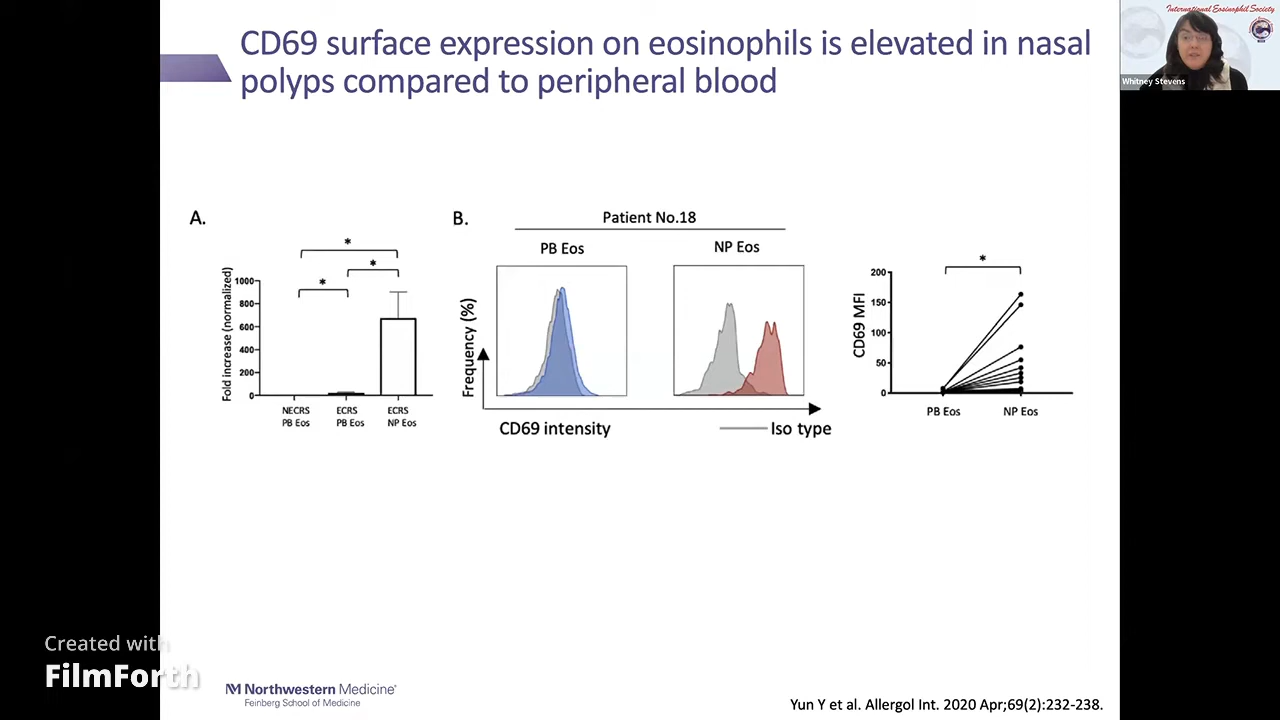 CD69 surface expression on eosinophils is elevated in nasal
polyps compared to peripheral blood
International Eosinophil Society
Whitney Stevens
A.
B.
Patient No.18
PB Eos
NP Eos
*
*
*
Fold increase (normalized)
1000
800
600
400
200
0
NECRS
PB Eos
ECRS
PB Eos
ECRS
NP Eos
Frequency (%)
CD69 intensity
Iso type
*
CD69 MFI
200
150
100
50
0
PB Eos
NP Eos
Created with
FilmForth
Northwestern Medicine®
Feinberg School of Medicine
Yun Y et al. Allergol Int. 2020 Apr;69(2):232-238.